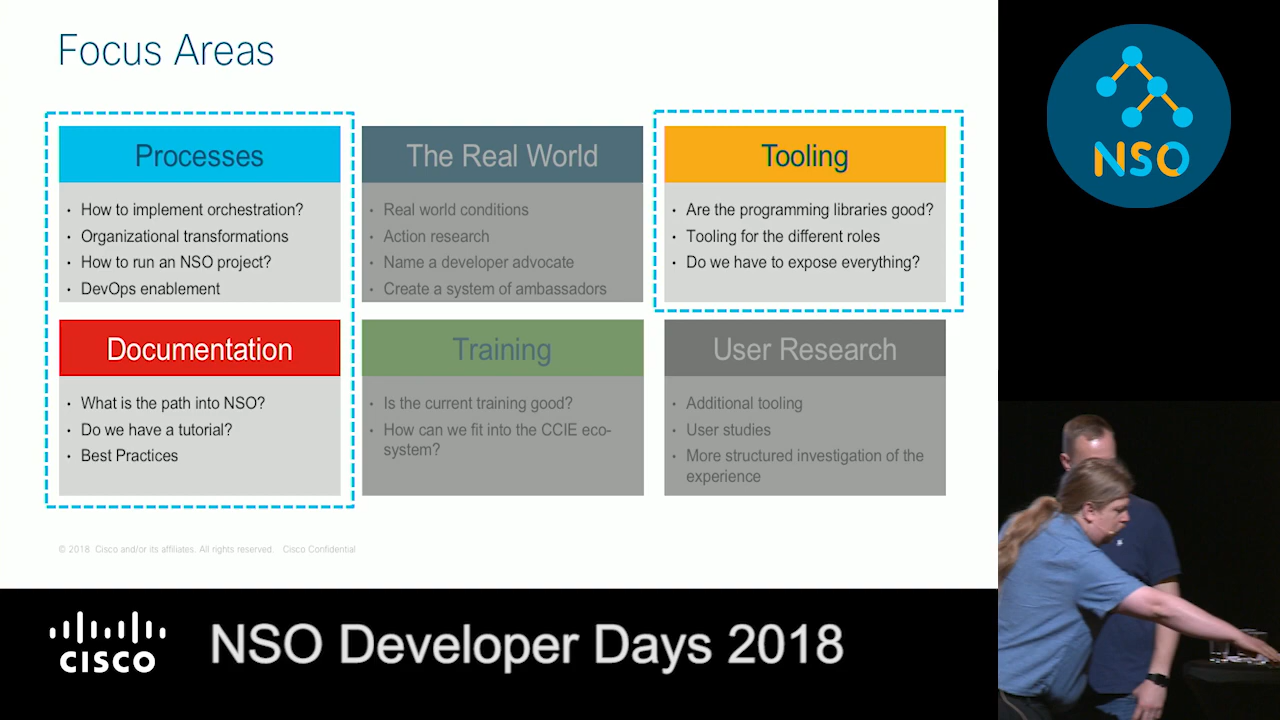 Focus Areas
Processes
How to implement orchestration?
Organizational transformations
How to run an NSO project?
DevOps enablement
The Real World
Real world conditions
Action research
Name a developer advocate
Create a system of ambassadors
Tooling
Are the programming libraries good?
Tooling for the different roles
Do we have to expose everything?
Documentation
What is the path into NSO?
Do we have a tutorial?
Best Practices
Training
Is the current training good?
How can we fit into the CCIE eco-
system?
User Research
Additional tooling
User studies
More structured investigation of the
experience
© 2018 Cisco and/or its affiliates. All rights reserved. Cisco Confidential
NSO
CISCO
NSO Developer Days 2018